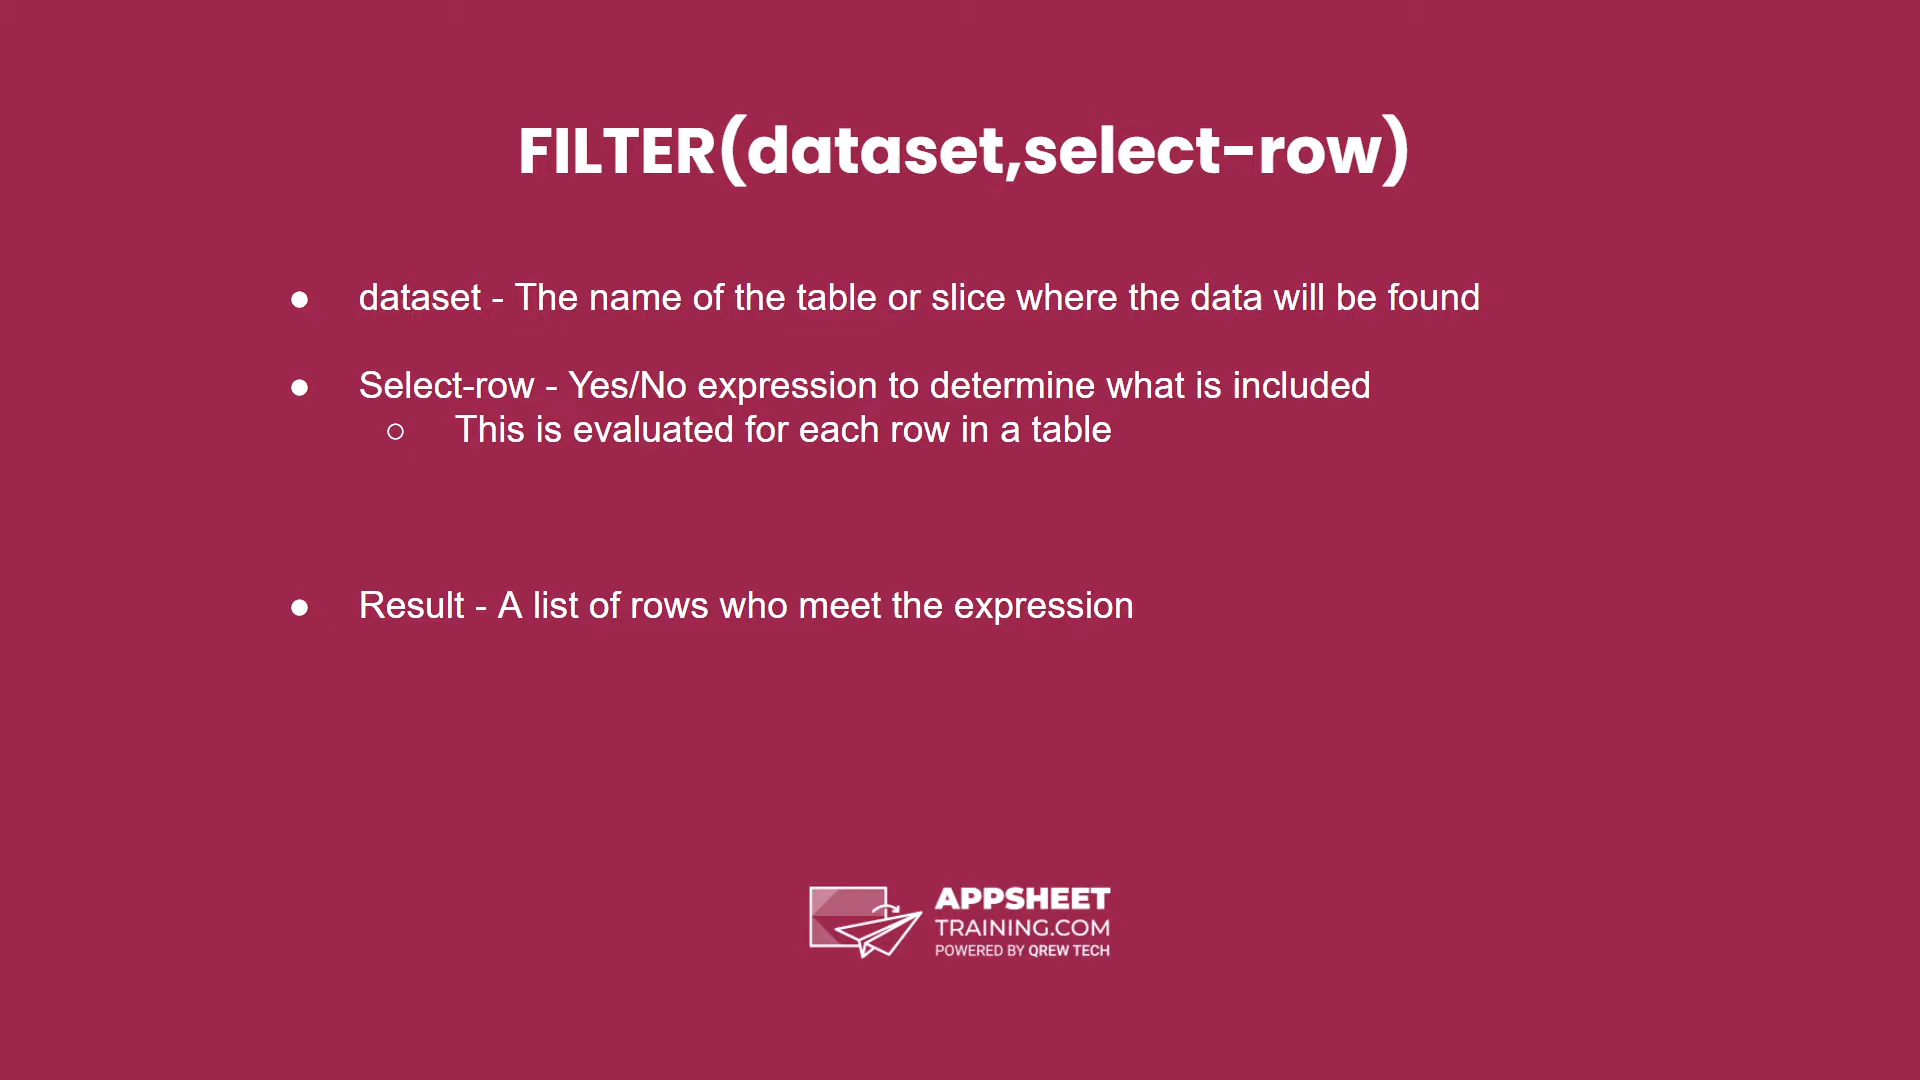 FILTER(dataset,select-row)
● dataset - The name of the table or slice where the data will be found
● Select-row - Yes/No expression to determine what is included
○ This is evaluated for each row in a table
● Result - A list of rows who meet the expression
APPSHEET
TRAINING.COM
POWERED BY QREW TECH